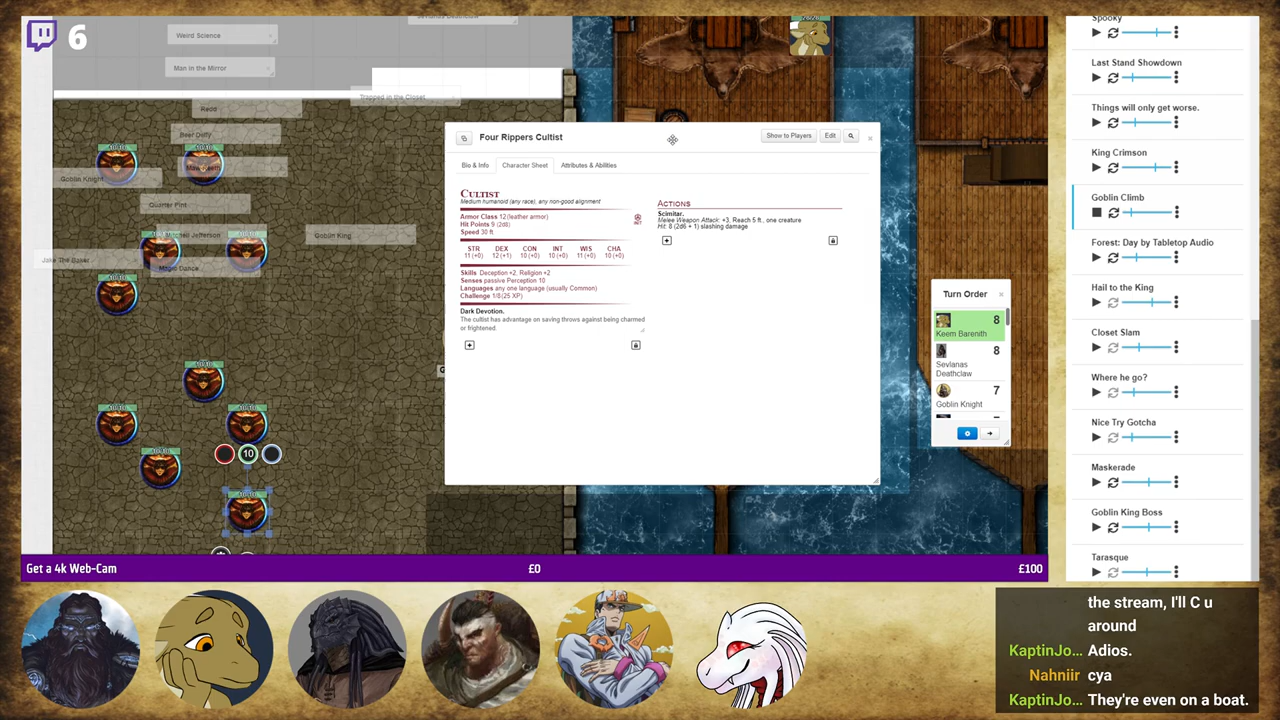 6
Weird Science
Man in the Mirror
Trapped in the Closet
Redd
Beer Deity
Goblin Knight
Quarter Pint
Mitchell Jefferson
Goblin King
Jake The Baker
Magic Dance
Four Rippers Cultist
Show to Players
Edit
Bio & Info
Character Sheet
Attributes & Abilities
Cultist
Medium humanoid (any race), any non-good alignment
Armor Class 12 (leather armor)
Hit Points 9 (2d8)
Speed 30 ft
STR DEX CON INT WIS CHA
11 (+0) 12 (+1) 10 (+0) 10 (+0) 11 (+0) 10 (+0)
Skills Deception +2, Religion +2
Senses passive Perception 10
Languages any one language (usually Common)
Challenge 1/8 (25 XP)
Dark Devotion.
The cultist has advantage on saving throws against being charmed
or frightened.
Actions
Scimitar.
Melee Weapon Attack: +3, Reach 5 ft., one creature
Hit: 8 (2d6 + 1) slashing damage
10
Turn Order
8
Keem Barenith
8
Sevlanas
Deathclaw
7
Goblin Knight
Spooky
Last Stand Showdown
Things will only get worse.
King Crimson
Goblin Climb
Forest: Day by Tabletop Audio
Hail to the King
Closet Slam
Where he go?
Nice Try Gotcha
Maskerade
Goblin King Boss
Tarasque
Get a 4k Web-Cam
£0
£100
the stream, I'll C u
around
KaptinJo... Adios.
Nahniir cya
KaptinJo... They're even on a boat.